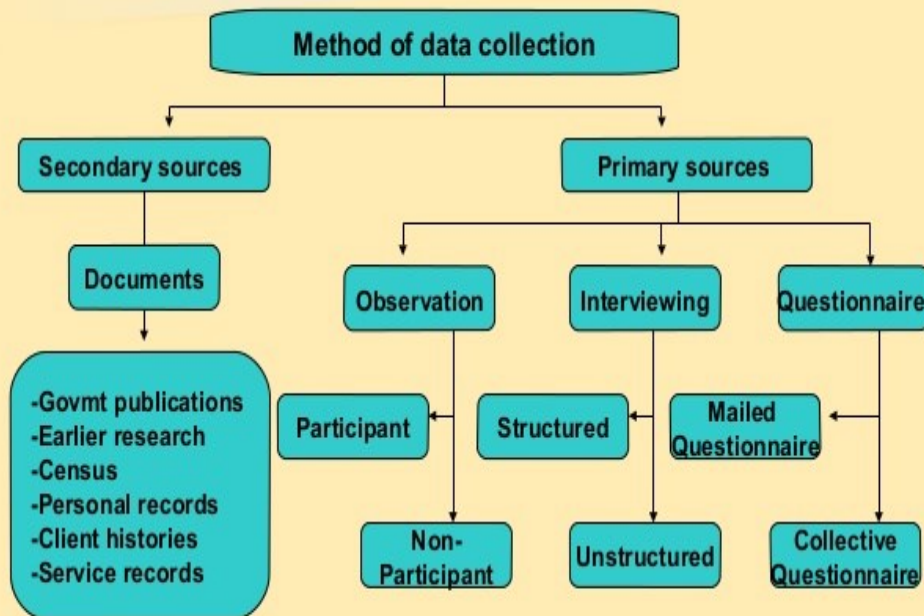 Method of data collection
Secondary sources
Primary sources
Documents
Observation
Interviewing
Questionnaire
-Govmt publications
-Earlier research
-Census
-Personal records
-Client histories
-Service records
Participant
Structured
Mailed
Questionnaire
Non-
Participant
Unstructured
Collective
Questionnaire